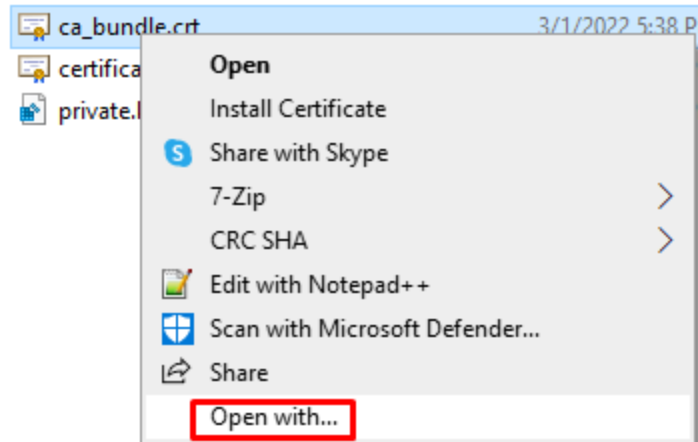 ca_bundle.crt 3/1/2022 5:38 P
certifica
private.
Open
Install Certificate
Share with Skype
7-Zip
CRC SHA
Edit with Notepad++
Scan with Microsoft Defender...
Share
Open with...